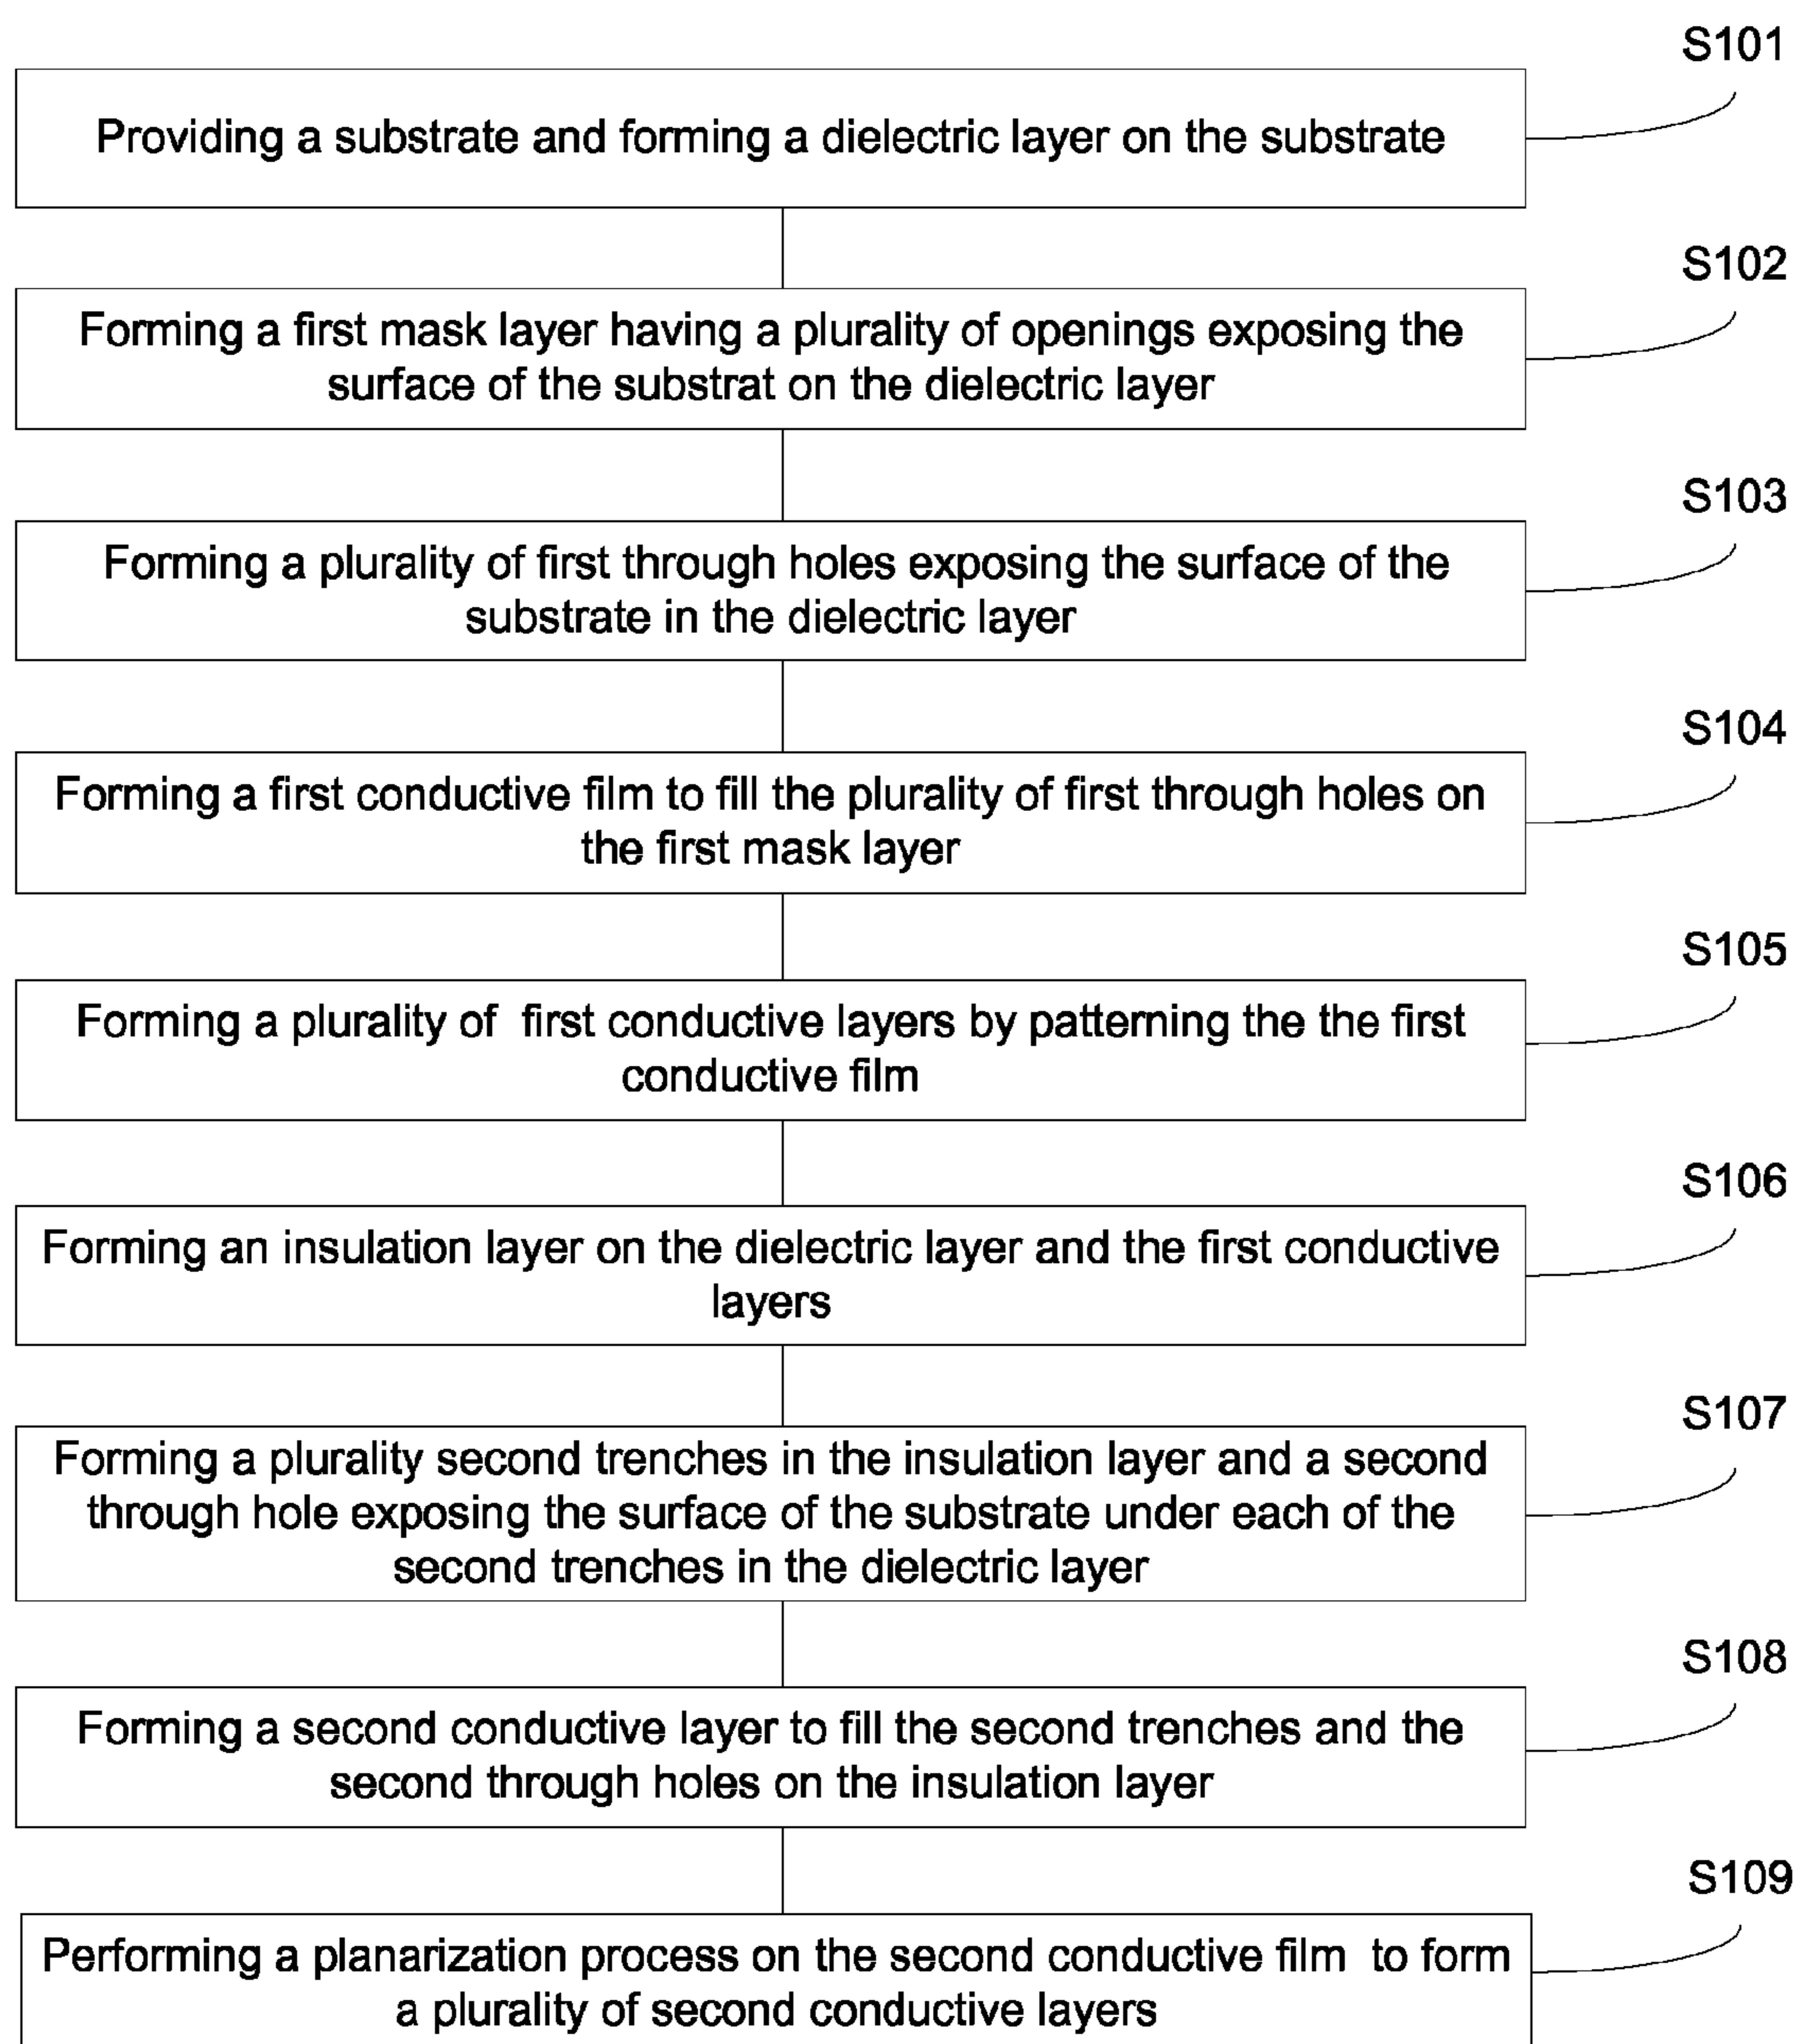 S101
Providing a substrate and forming a dielectric layer on the substrate
S102
Forming a first mask layer having a plurality of openings exposing the
surface of the substrat on the dielectric layer
S103
Forming a plurality of first through holes exposing the surface of the
substrate in the dielectric layer
S104
Forming a first conductive film to fill the plurality of first through holes on
the first mask layer
S105
Forming a plurality of first conductive layers by patterning the the first
conductive film
S106
Forming an insulation layer on the dielectric layer and the first conductive
layers
S107
Forming a plurality second trenches in the insulation layer and a second
through hole exposing the surface of the substrate under each of the
second trenches in the dielectric layer
S108
Forming a second conductive layer to fill the second trenches and the
second through holes on the insulation layer
S109
Performing a planarization process on the second conductive film to form
a plurality of second conductive layers